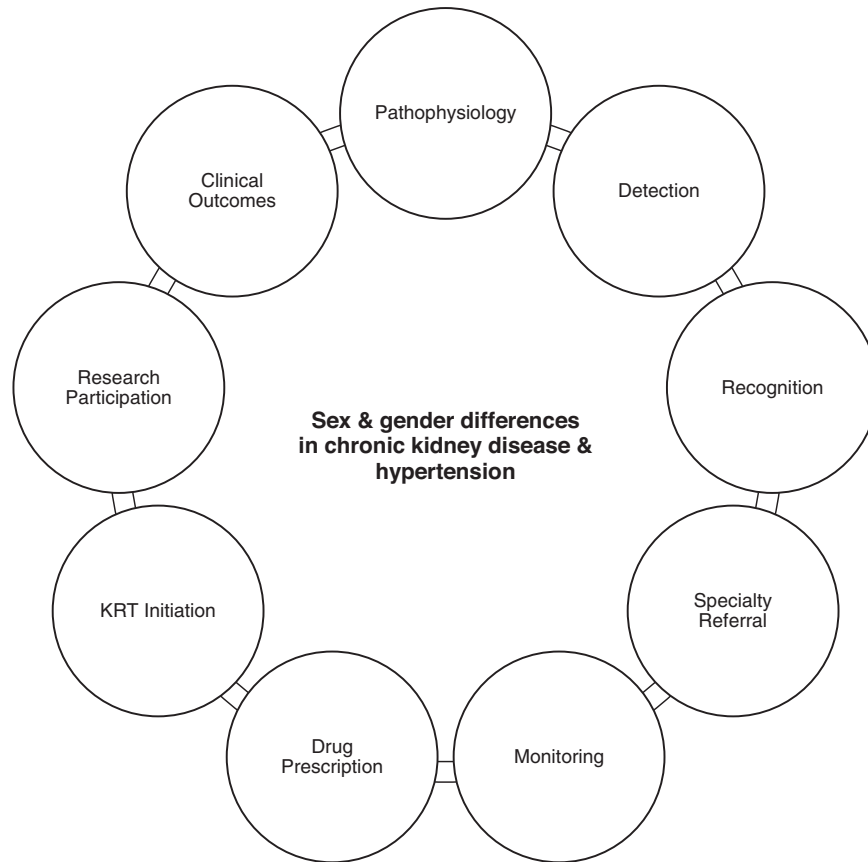 Pathophysiology
Detection
Recognition
Specialty
Referral
Monitoring
Drug
Prescription
KRT Initiation
Research
Participation
Clinical
Outcomes
Sex & gender differences
in chronic kidney disease &
hypertension